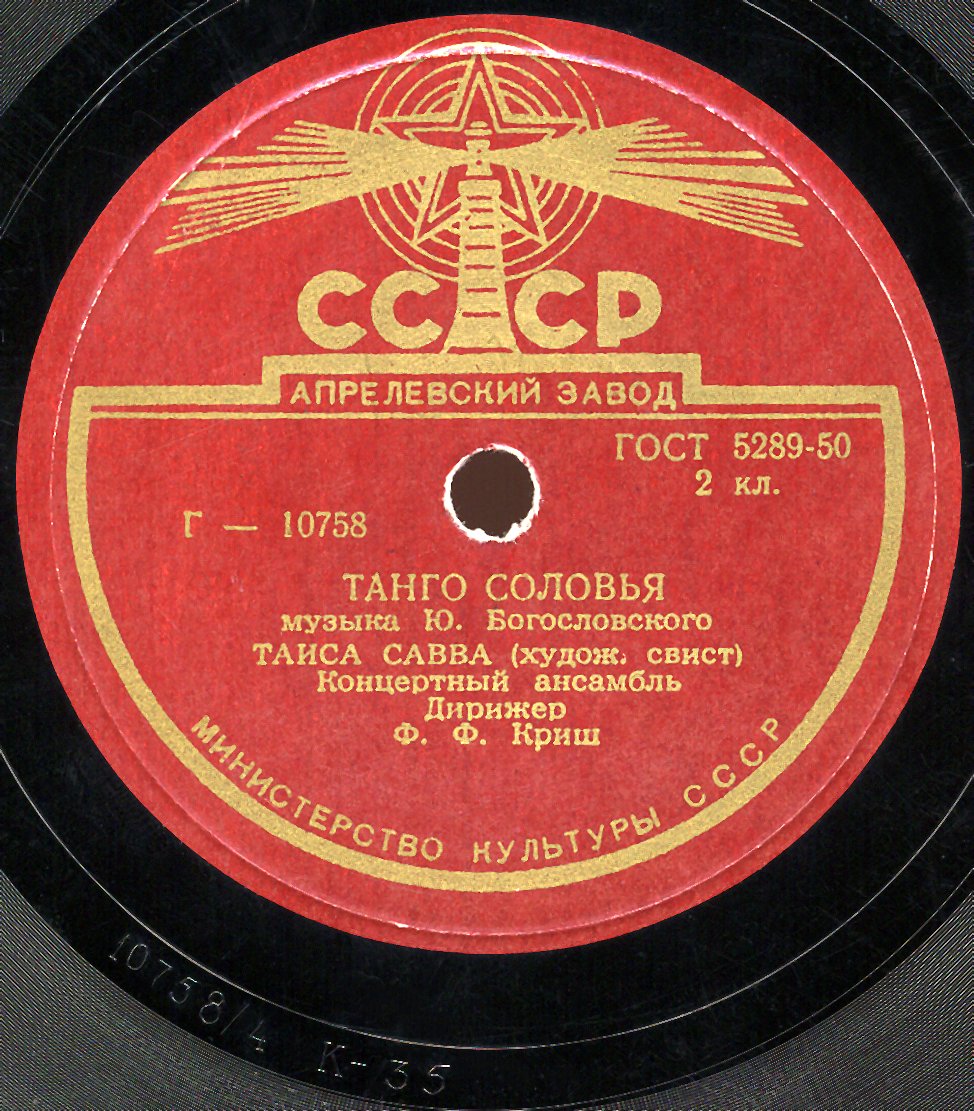 СССР
АПРЕЛЕВСКИЙ ЗАВОД
ГОСТ 5289-50
2 кл.
Г — 10758
ТАНГО СОЛОВЬЯ
музыка Ю. Богословского
ТАИСА САВВА (худож. свист)
Концертный ансамбль
Дирижер
Ф. Ф. Криш
МИНИСТЕРСТВО КУЛЬТУРЫ СССР
10758/4 К-35